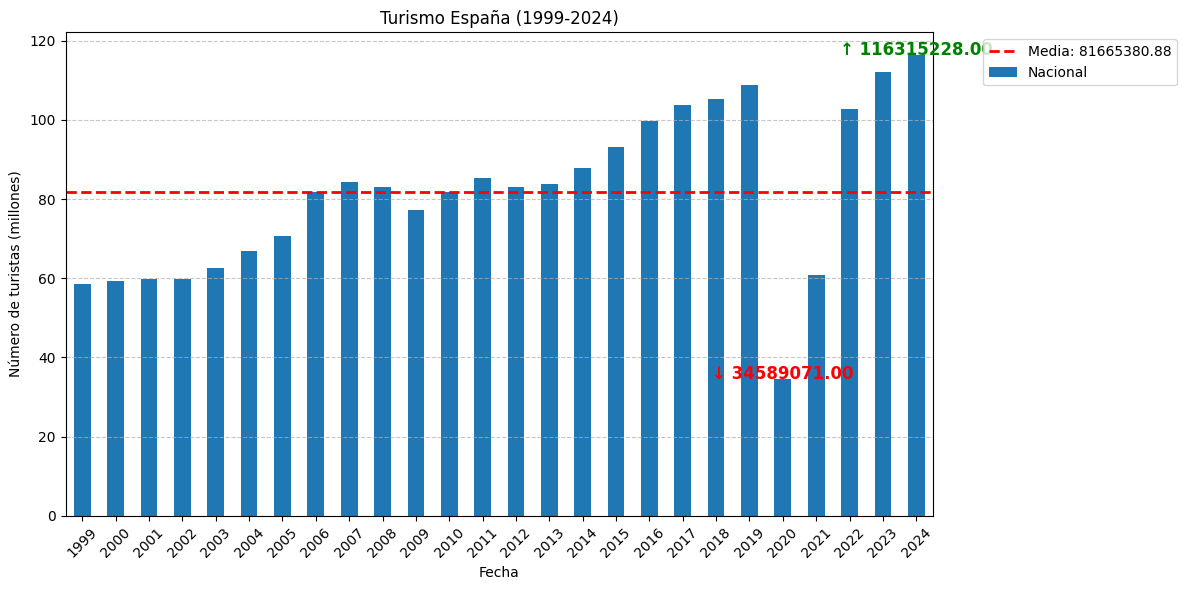 Turismo España (1999-2024)
↑ 116315228.00
Media: 81665380.88
Nacional
Número de turistas (millones)
120
100
80
60
40
20
0
↓ 34589071.00
1999 2000 2001 2002 2003 2004 2005 2006 2007 2008 2009 2010 2011 2012 2013 2014 2015 2016 2017 2018 2019 2020 2021 2022 2023 2024
Fecha